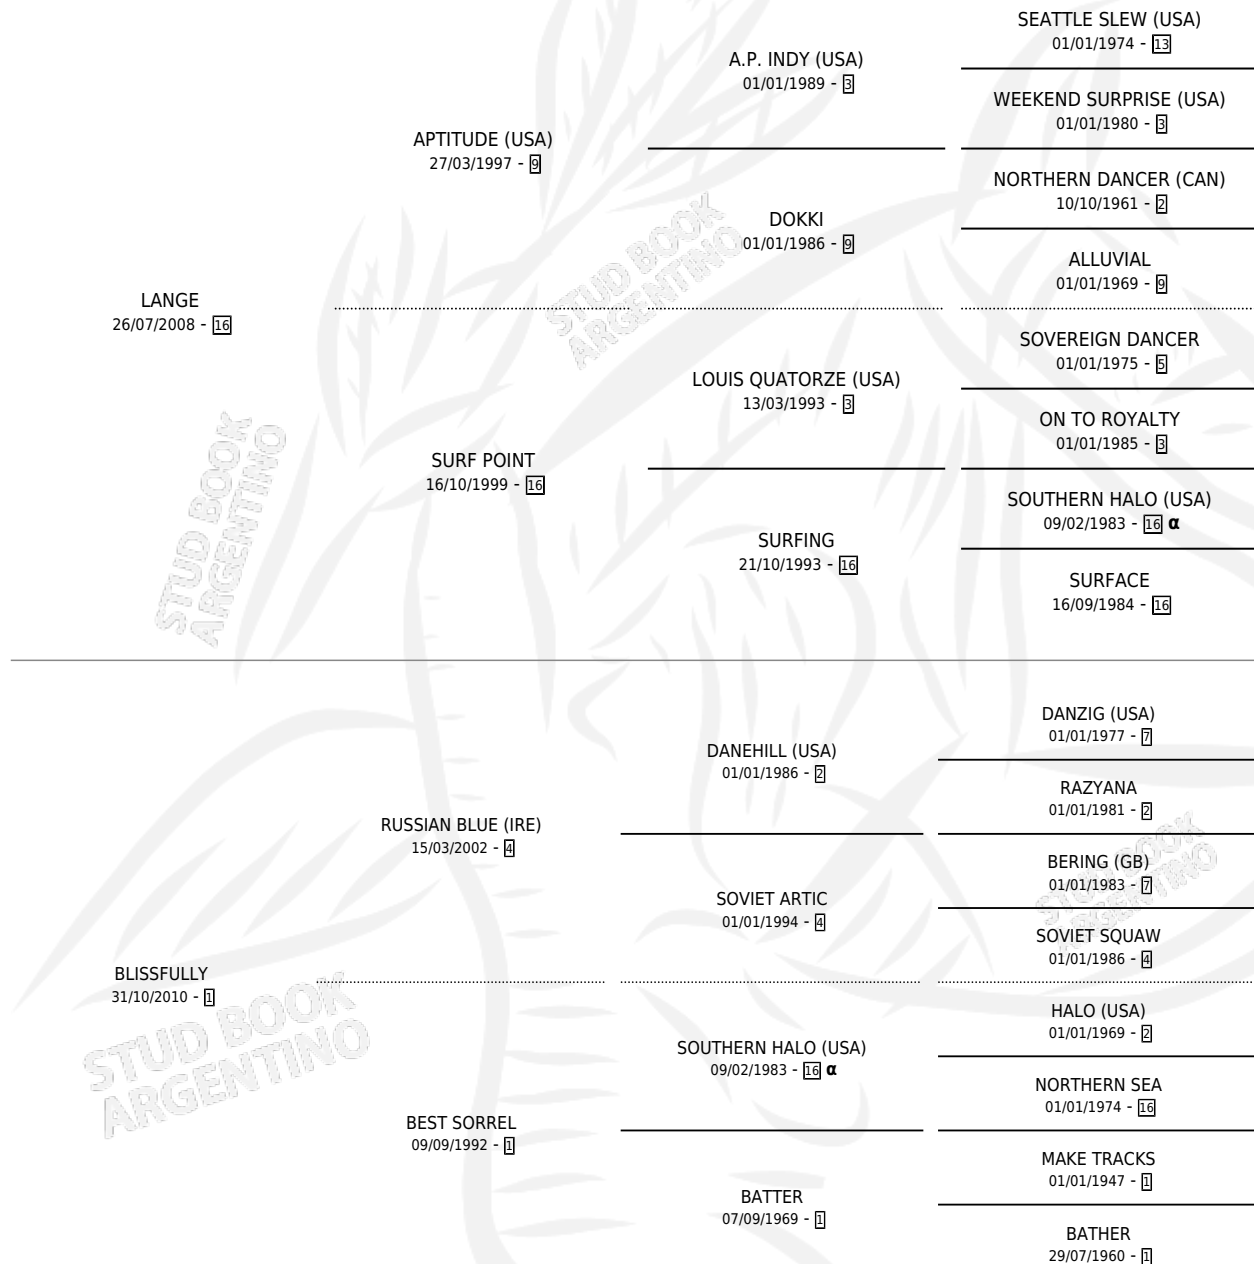 SEATTLE SLEW (USA)
01/01/1974 - 13
A.P. INDY (USA)
01/01/1989 - 3
WEEKEND SURPRISE (USA)
01/01/1980 - 3
APTITUDE (USA)
27/03/1997 - 9
NORTHERN DANCER (CAN)
10/10/1961 - 2
DOKKI
01/01/1986 - 9
ALLUVIAL
01/01/1969 - 9
LANGE
26/07/2008 - 16
SOVEREIGN DANCER
01/01/1975 - 5
LOUIS QUATORZE (USA)
13/03/1993 - 3
ON TO ROYALTY
01/01/1985 - 3
SURF POINT
16/10/1999 - 16
SOUTHERN HALO (USA)
09/02/1983 - 16 α
SURFING
21/10/1993 - 16
SURFACE
16/09/1984 - 16
STUD BOOK
ARGENTINO
STUD BOOK
ARGENTINO
DANZIG (USA)
01/01/1977 - 7
DANEHILL (USA)
01/01/1986 - 2
RAZYANA
01/01/1981 - 2
RUSSIAN BLUE (IRE)
15/03/2002 - 4
BERING (GB)
01/01/1983 - 7
SOVIET ARTIC
01/01/1994 - 4
SOVIET SQUAW
01/01/1986 - 4
BLISSFULLY
31/10/2010 - 1
HALO (USA)
01/01/1969 - 2
SOUTHERN HALO (USA)
09/02/1983 - 16 α
NORTHERN SEA
01/01/1974 - 16
BEST SORREL
09/09/1992 - 1
MAKE TRACKS
01/01/1947 - 1
BATTER
07/09/1969 - 1
BATHER
29/07/1960 - 1
STUD BOOK
ARGENTINO
STUD BOOK
ARGENTINO